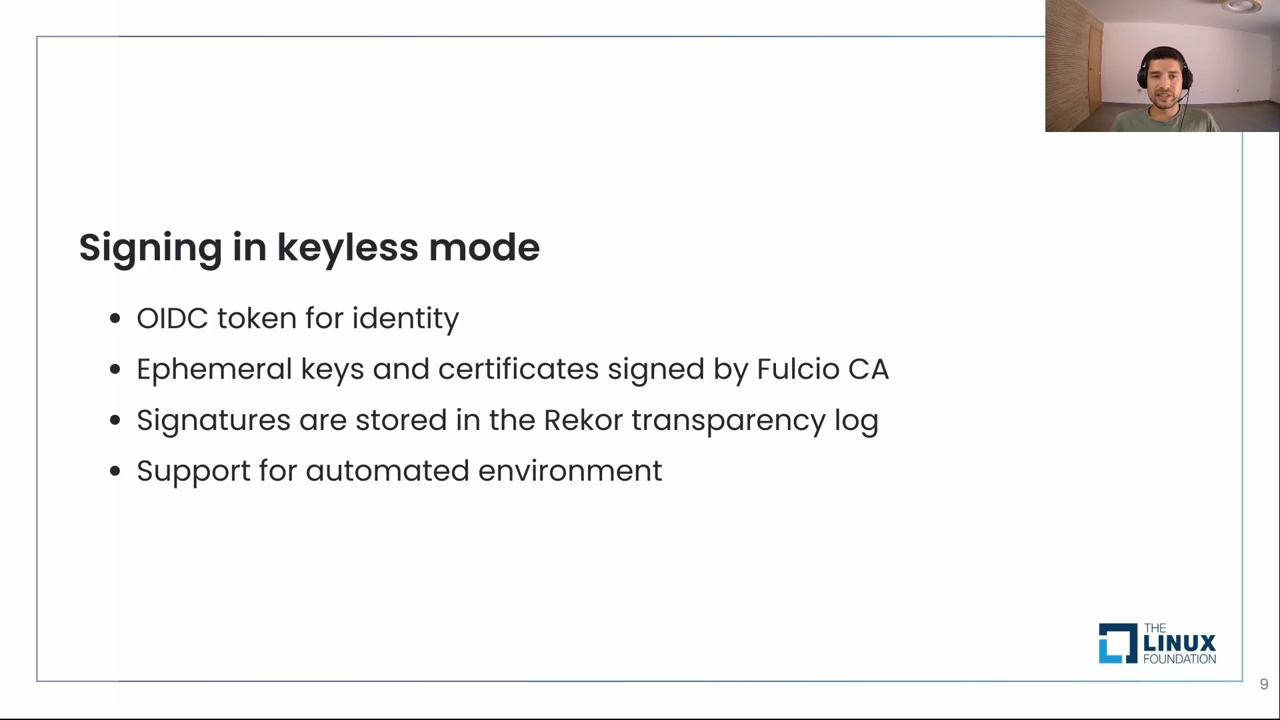 Signing in keyless mode
• OIDC token for identity
• Ephemeral keys and certificates signed by Fulcio CA
• Signatures are stored in the Rekor transparency log
• Support for automated environment
THE
LINUX
FOUNDATION
9